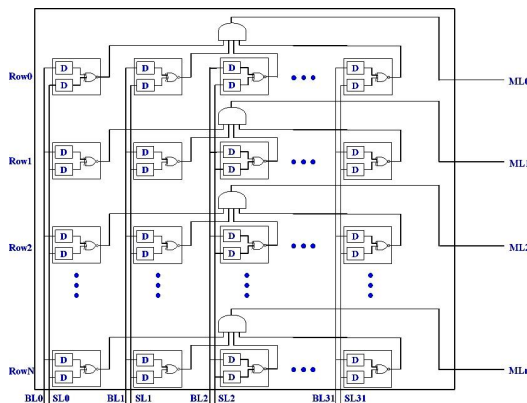 D D D D
Row0 D D D D ML0
D D D D
Row1 D D D D ML1
D D D D
Row2 D D D D ML2
D D D D
RowN D D D D
BL0 SL0 BL1 SL1 BL2 SL2 BL31 SL31